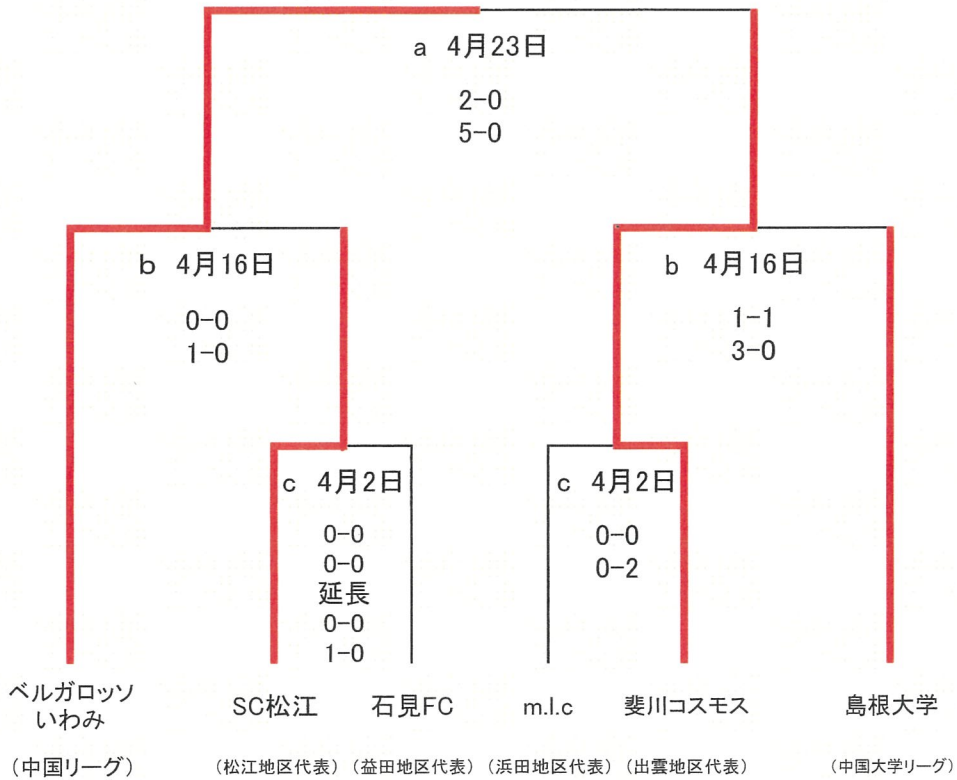 a 4月23日
2-0
5-0
b 4月16日
0-0
1-0
b 4月16日
1-1
3-0
c 4月2日
0-0
0-0
延長
0-0
1-0
c 4月2日
0-0
0-2
ベルガロッソ
いわみ
(中国リーグ)
SC松江
(松江地区代表)
石見FC
(益田地区代表)
m.l.c
(浜田地区代表)
斐川コスモス
(出雲地区代表)
島根大学
(中国大学リーグ)